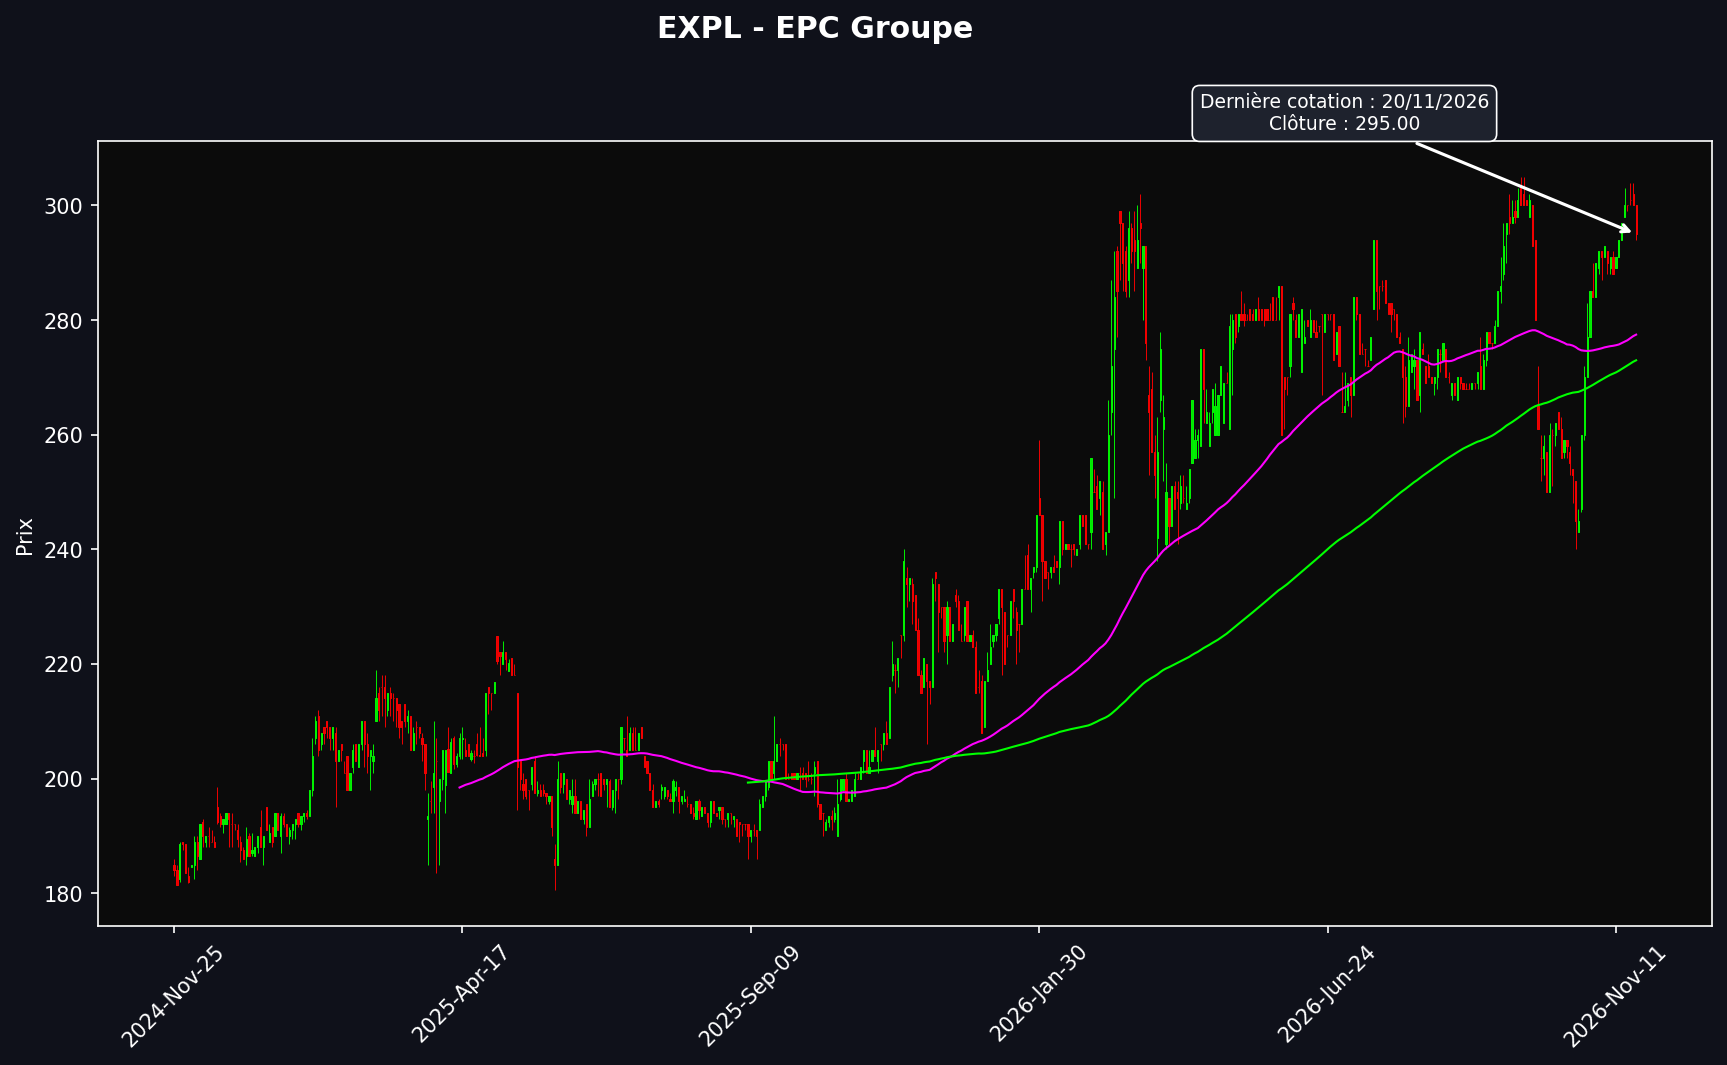 EXPL - EPC Groupe
Dernière cotation : 20/11/2026
Clôture : 295.00
Prix
300
280
260
240
220
200
180
2024-Nov-25
2025-Apr-17
2025-Sep-09
2026-Jan-30
2026-Jun-24
2026-Nov-11